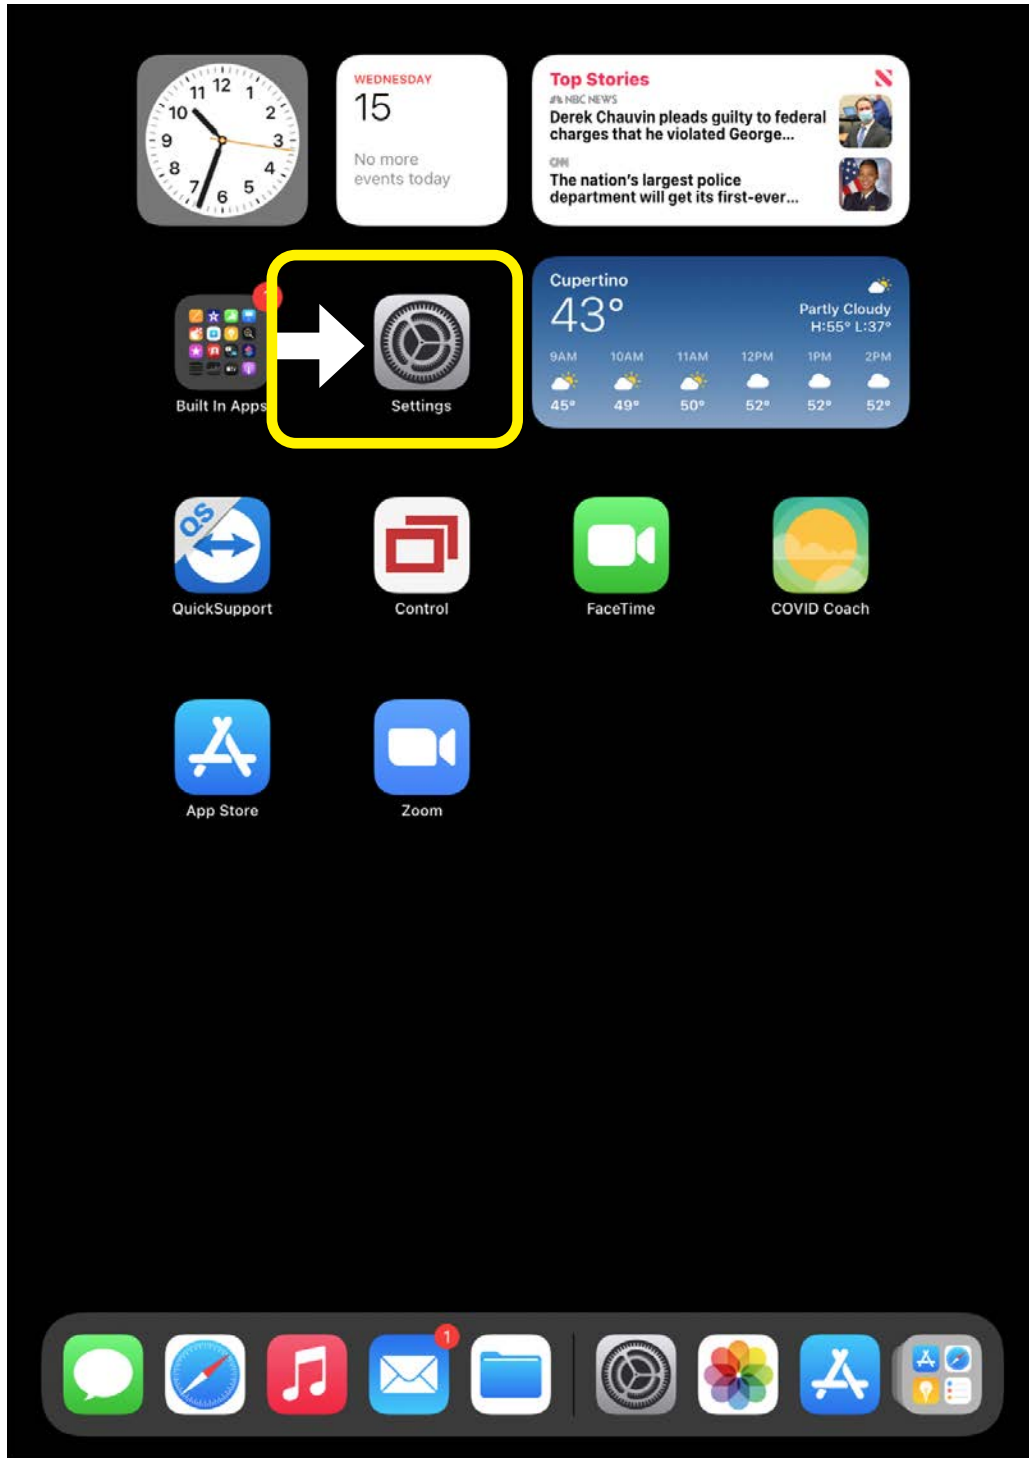 11 12 1
10 2
9 3
8 4
7 6 5
WEDNESDAY
15
No more
events today
Top Stories
NBC NEWS
Derek Chauvin pleads guilty to federal
charges that he violated George...
CNN
The nation's largest police
department will get its first-ever...
Built In Apps
Settings
Cupertino
43°
Partly Cloudy
H:55° L:37°
9AM 10AM 11AM 12PM 1PM 2PM
45° 49° 50° 52° 52° 52°
QS
QuickSupport
Control
FaceTime
COVID Coach
App Store
Zoom
1